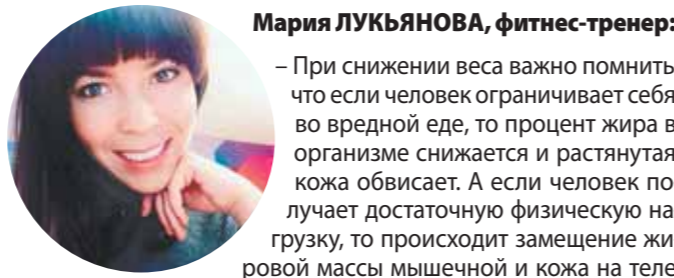 Мария ЛУКЬЯНОВА, фитнес-тренер:
– При снижении веса важно помнить
что если человек ограничивает себя
во вредной еде, то процент жира в
организме снижается и растянутая
кожа обвисает. А если человек по
лучает достаточную физическую на
грузку, то происходит замещение жи
ровой массы мышечной и кожа на теле